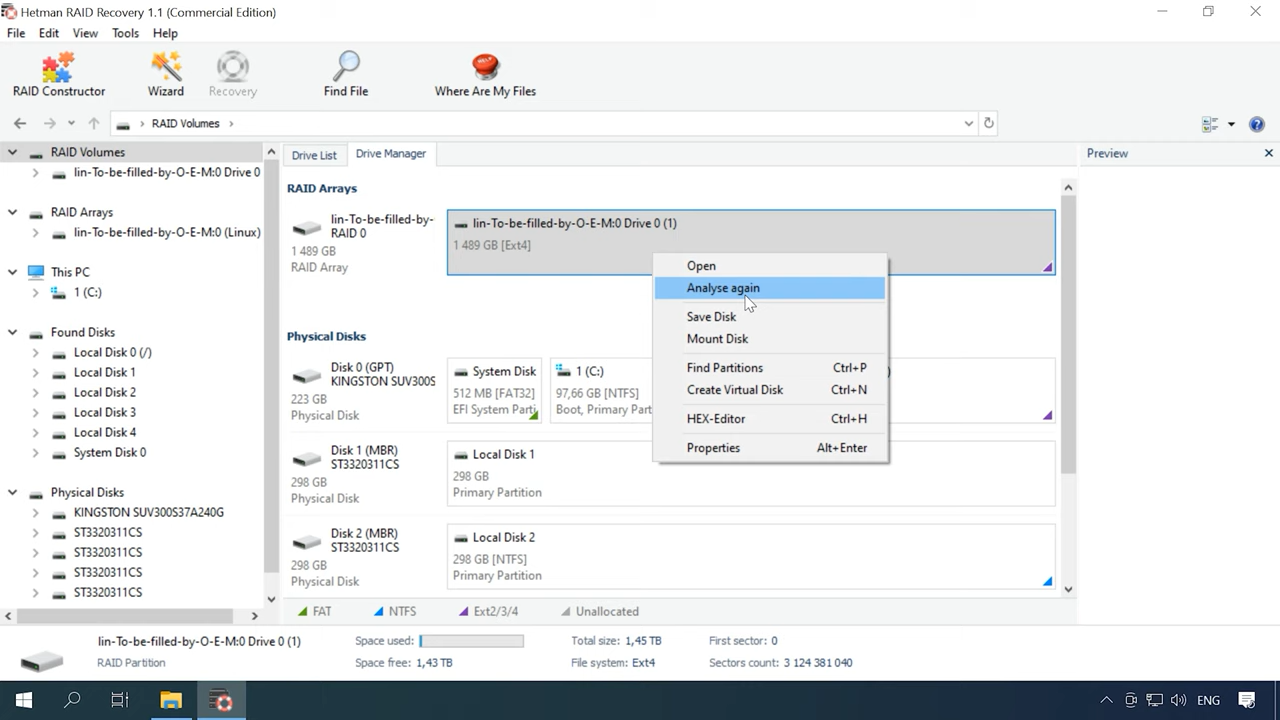 Hetman RAID Recovery 1.1 (Commercial Edition)
File Edit View Tools Help
RAID Constructor Wizard Recovery Find File Where Are My Files
RAID Volumes
RAID Volumes
lin-To-be-filled-by-O-E-M:0 Drive 0
RAID Arrays
lin-To-be-filled-by-O-E-M:0 (Linux)
This PC
1 (C:)
Found Disks
Local Disk 0 (/)
Local Disk 1
Local Disk 2
Local Disk 3
Local Disk 4
System Disk 0
Physical Disks
KINGSTON SUV300S37A240G
ST3320311CS
ST3320311CS
ST3320311CS
ST3320311CS
Drive List Drive Manager
RAID Arrays
lin-To-be-filled-by-
RAID 0
1 489 GB
RAID Array
lin-To-be-filled-by-O-E-M:0 Drive 0 (1)
1 489 GB [Ext4]
Physical Disks
Disk 0 (GPT)
KINGSTON SUV300S
223 GB
Physical Disk
System Disk
512 MB [FAT32]
EFI System Parti
1 (C:)
97,66 GB [NTFS]
Boot, Primary Part
Disk 1 (MBR)
ST3320311CS
298 GB
Physical Disk
Local Disk 1
298 GB
Primary Partition
Disk 2 (MBR)
ST3320311CS
298 GB
Physical Disk
Local Disk 2
298 GB [NTFS]
Primary Partition
Open
Analyse again
Save Disk
Mount Disk
Find Partitions Ctrl+P
Create Virtual Disk Ctrl+N
HEX-Editor Ctrl+H
Properties Alt+Enter
FAT NTFS Ext2/3/4 Unallocated
Preview
lin-To-be-filled-by-O-E-M:0 Drive 0 (1)
RAID Partition
Space used:
Space free: 1,43 TB
Total size: 1,45 TB
File system: Ext4
First sector: 0
Sectors count: 3 124 381 040
ENG